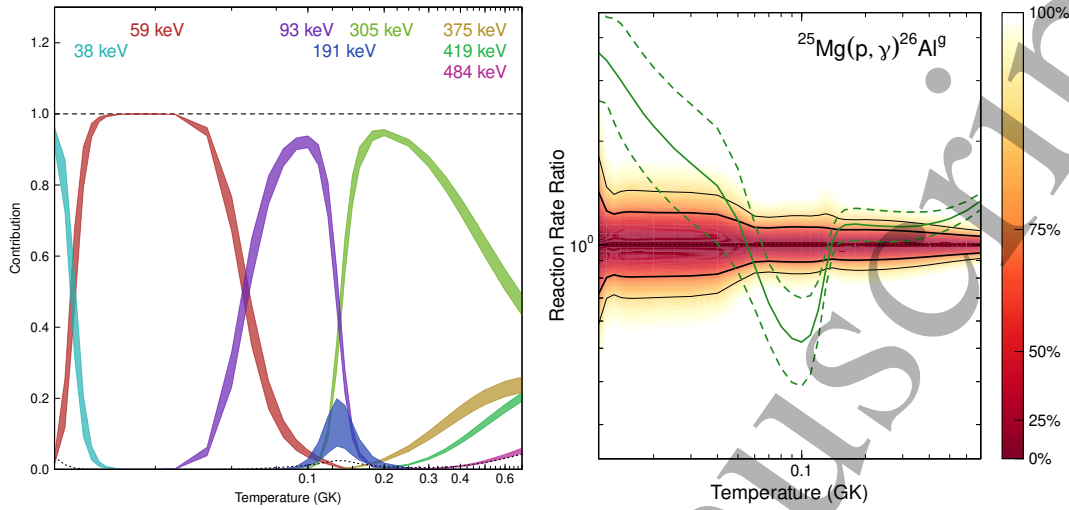 59 keV 93 keV 305 keV 375 keV
38 keV 191 keV 419 keV
484 keV
1.2
1.0
0.8
0.6
0.4
0.2
0.0
Contribution
0.1 0.2 0.3 0.4 0.6
Temperature (GK)
²⁵Mg(p, γ)²⁶Alᵍ
Reaction Rate Ratio
10⁰
0.1
Temperature (GK)
100%
75%
50%
25%
0%
uscrip